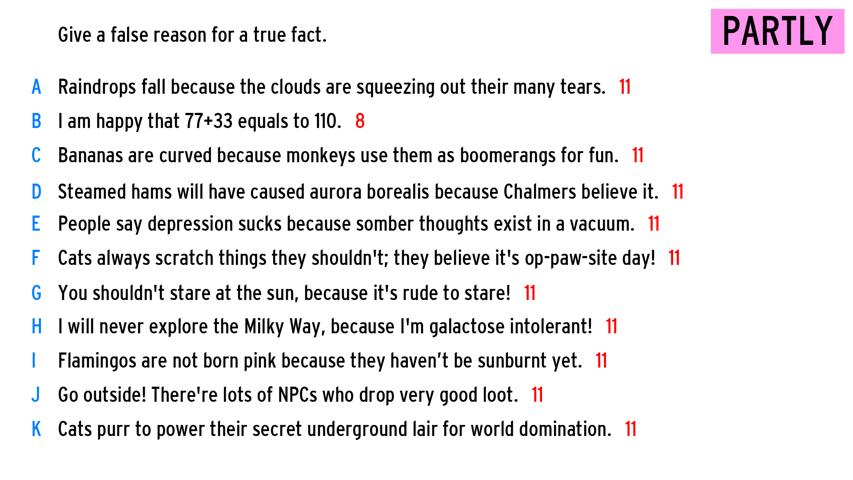 Give a false reason for a true fact.
PARTLY
A Raindrops fall because the clouds are squeezing out their many tears. 11
B I am happy that 77+33 equals to 110. 8
C Bananas are curved because monkeys use them as boomerangs for fun. 11
D Steamed hams will have caused aurora borealis because Chalmers believe it. 11
E People say depression sucks because somber thoughts exist in a vacuum. 11
F Cats always scratch things they shouldn't; they believe it's op-paw-site day! 11
G You shouldn't stare at the sun, because it's rude to stare! 11
H I will never explore the Milky Way, because I'm galactose intolerant! 11
I Flamingos are not born pink because they haven’t be sunburnt yet. 11
J Go outside! There're lots of NPCs who drop very good loot. 11
K Cats purr to power their secret underground lair for world domination. 11